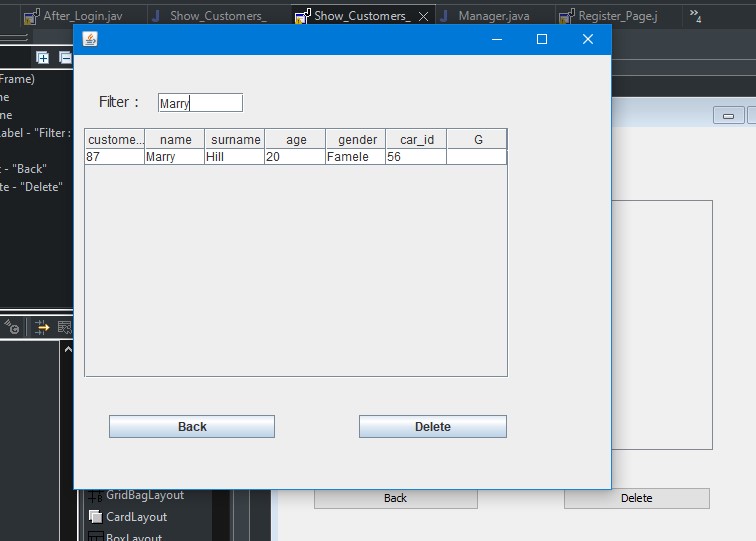 After_Login.jav Show_Customers_ Show_Customers_ Manager.java Register_Page.j »4
Frame)
me
me
abel - "Filter :
- "Back"
te - "Delete"
Filter : Marry
custome... name surname age gender car_id G
87 Marry Hill 20 Famele 56
Back Delete
GridBagLayout
CardLayout
BoxLayout
Back Delete